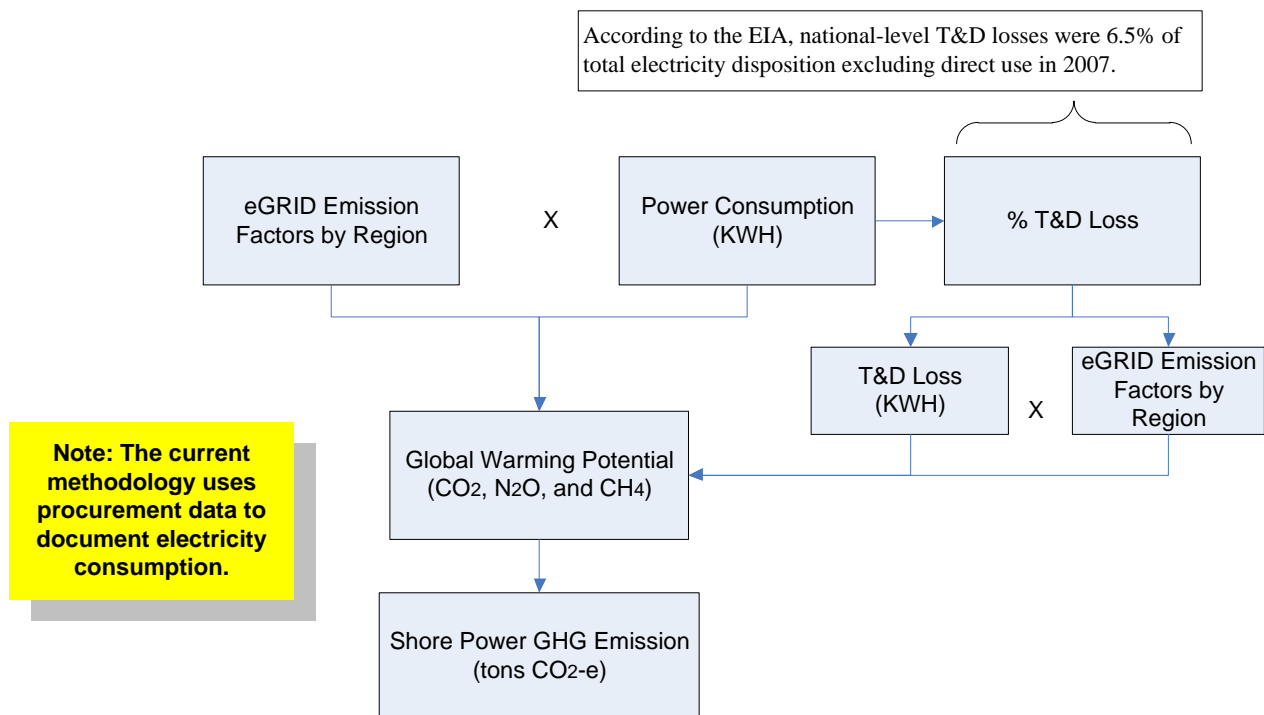 According to the EIA, national-level T&D losses were 6.5% of
total electricity disposition excluding direct use in 2007.
eGRID Emission
Factors by Region
X
Power Consumption
(KWH)
% T&D Loss
T&D Loss
(KWH)
X
eGRID Emission
Factors by
Region
Note: The current
methodology uses
procurement data to
document electricity
consumption.
Global Warming Potential
(CO2, N2O, and CH4)
Shore Power GHG Emission
(tons CO2-e)